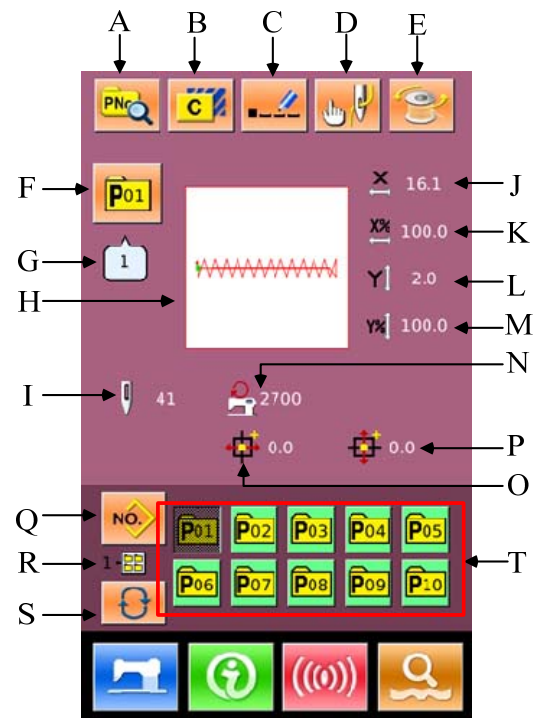 A B C D E
PNo. C
F P01 X 16.1 J
X% 100.0 K
G 1
Y 2.0 L
H
Y% 100.0 M
N
I 41 2700
0.0 0.0 P
O
Q NO. P01 P02 P03 P04 P05
R 1- T
S P06 P07 P08 P09 P10